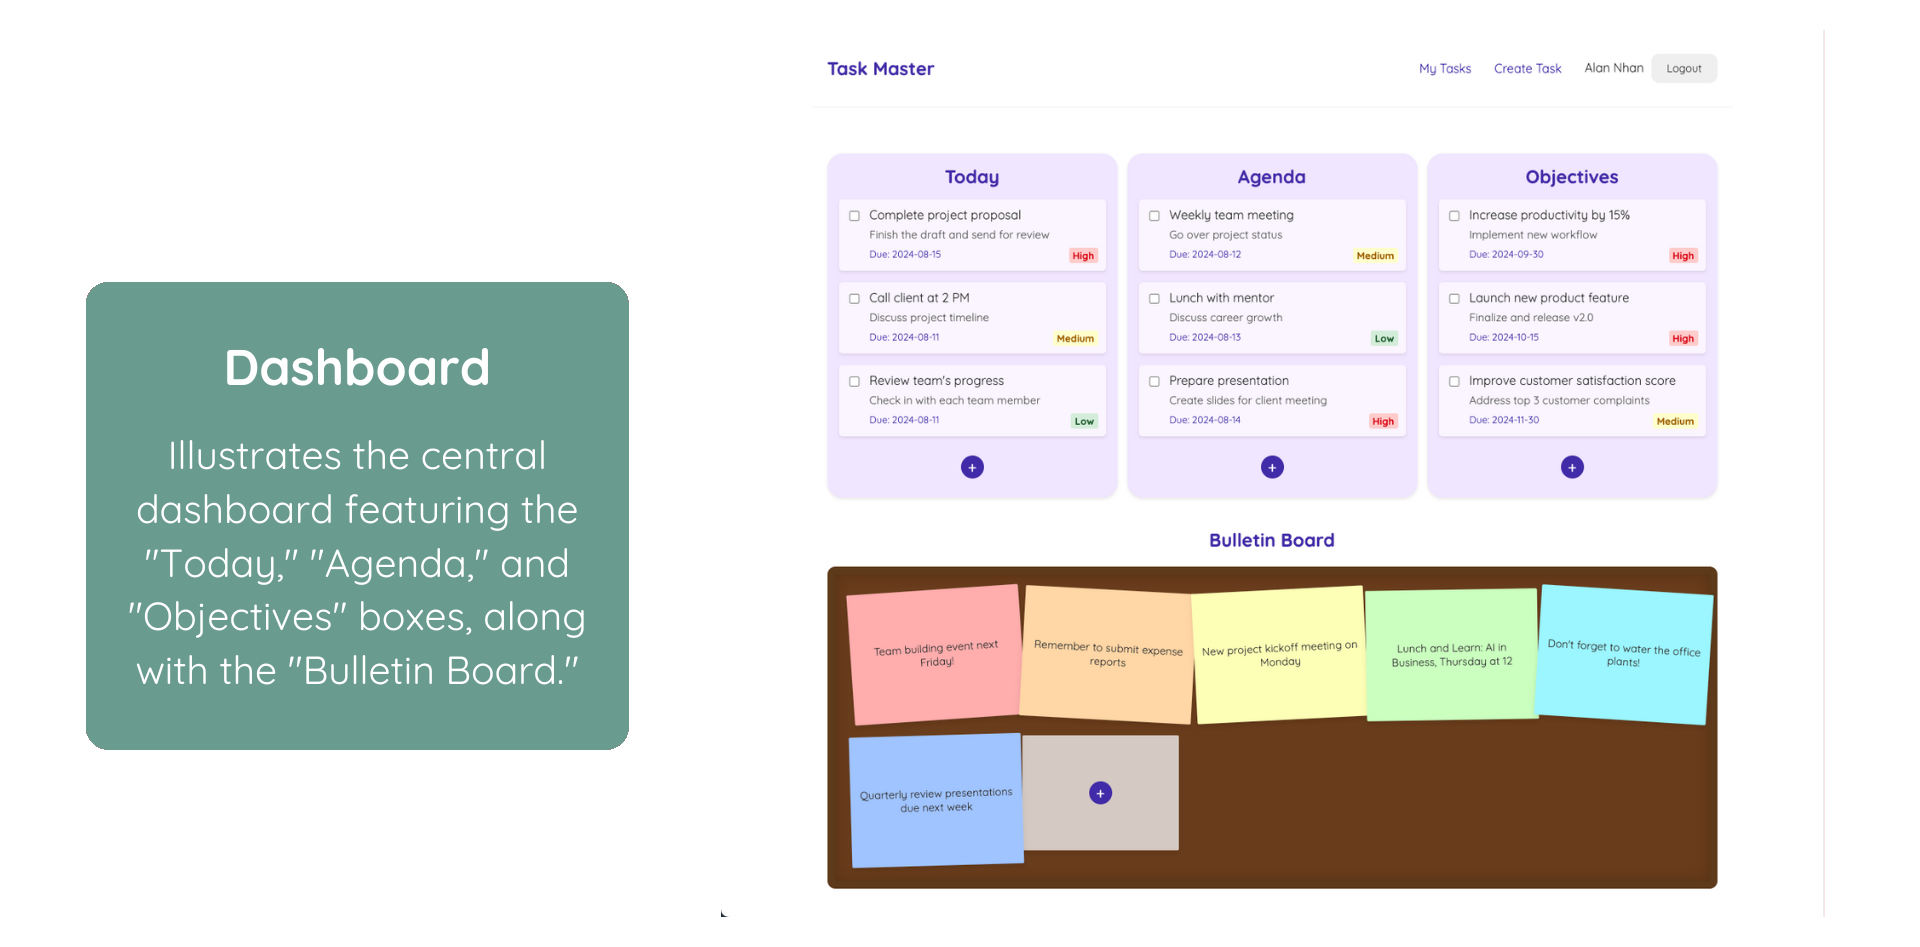 Dashboard
Illustrates the central
dashboard featuring the
"Today," "Agenda," and
"Objectives" boxes, along
with the "Bulletin Board."
Task Master
My Tasks
Create Task
Alan Nhan
Logout
Today
Complete project proposal
Finish the draft and send for review
Due: 2024-08-15
High
Call client at 2 PM
Discuss project timeline
Due: 2024-08-11
Medium
Review team's progress
Check in with each team member
Due: 2024-08-11
Low
+
Agenda
Weekly team meeting
Go over project status
Due: 2024-08-12
Medium
Lunch with mentor
Discuss career growth
Due: 2024-08-13
Low
Prepare presentation
Create slides for client meeting
Due: 2024-08-14
High
+
Objectives
Increase productivity by 15%
Implement new workflow
Due: 2024-09-30
High
Launch new product feature
Finalize and release v2.0
Due: 2024-10-15
High
Improve customer satisfaction score
Address top 3 customer complaints
Due: 2024-11-30
Medium
+
Bulletin Board
Team building event next
Friday!
Remember to submit expense
reports
New project kickoff meeting on
Monday
Lunch and Learn: AI in
Business, Thursday at 12
Don't forget to water the office
plants!
Quarterly review presentations
due next week
+